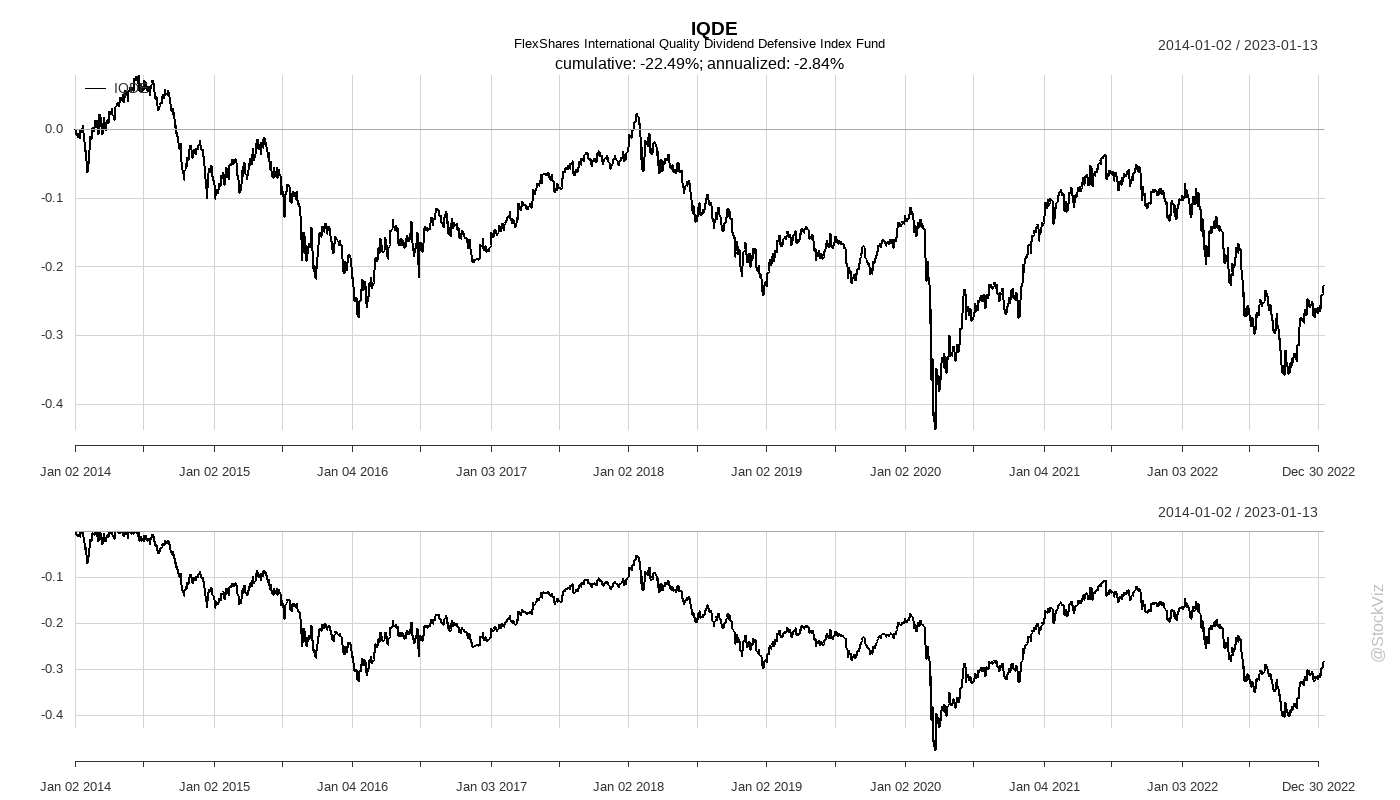 IQDE
FlexShares International Quality Dividend Defensive Index Fund
2014-01-02 / 2023-01-13
cumulative: -22.49%; annualized: -2.84%
IQDE
0.0
-0.1
-0.2
-0.3
-0.4
Jan 02 2014 Jan 02 2015 Jan 04 2016 Jan 03 2017 Jan 02 2018 Jan 02 2019 Jan 02 2020 Jan 04 2021 Jan 03 2022 Dec 30 2022
2014-01-02 / 2023-01-13
-0.1
-0.2
-0.3
-0.4
Jan 02 2014 Jan 02 2015 Jan 04 2016 Jan 03 2017 Jan 02 2018 Jan 02 2019 Jan 02 2020 Jan 04 2021 Jan 03 2022 Dec 30 2022
@StockViz